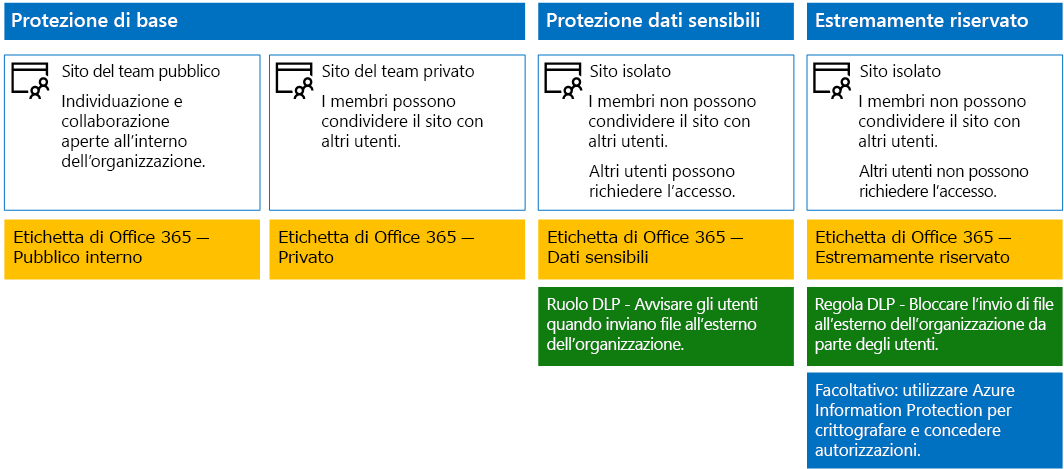 Protezione di base
Sito del team pubblico
Individuazione e
collaborazione
aperte all'interno
dell'organizzazione.
Sito del team privato
I membri possono
condividere il sito con
altri utenti.
Etichetta di Office 365 —
Pubblico interno
Etichetta di Office 365 —
Privato
Protezione dati sensibili
Sito isolato
I membri non possono
condividere il sito con
altri utenti.
Altri utenti possono
richiedere l'accesso.
Etichetta di Office 365 —
Dati sensibili
Ruolo DLP - Avvisare gli utenti
quando inviano file all'esterno
dell'organizzazione.
Estremamente riservato
Sito isolato
I membri non possono
condividere il sito con
altri utenti.
Altri utenti non possono
richiedere l'accesso.
Etichetta di Office 365 —
Estremamente riservato
Regola DLP - Bloccare l'invio di file
all'esterno dell'organizzazione da
parte degli utenti.
Facoltativo: utilizzare Azure
Information Protection per
crittografare e concedere
autorizzazioni.